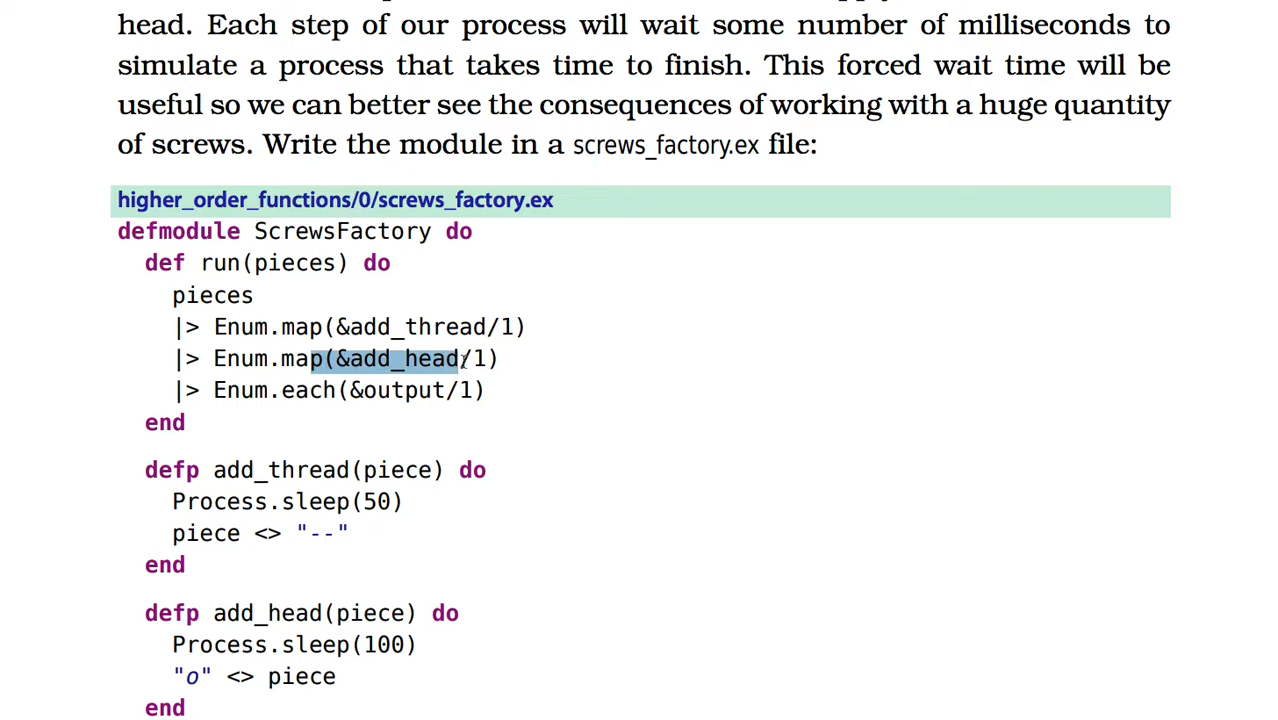 head. Each step of our process will wait some number of milliseconds to
simulate a process that takes time to finish. This forced wait time will be
useful so we can better see the consequences of working with a huge quantity
of screws. Write the module in a screws_factory.ex file:
higher_order_functions/0/screws_factory.ex
defmodule ScrewsFactory do
  def run(pieces) do
    pieces
    |> Enum.map(&add_thread/1)
    |> Enum.map(&add_head/1)
    |> Enum.each(&output/1)
  end
  defp add_thread(piece) do
    Process.sleep(50)
    piece <> "--"
  end
  defp add_head(piece) do
    Process.sleep(100)
    "o" <> piece
  end